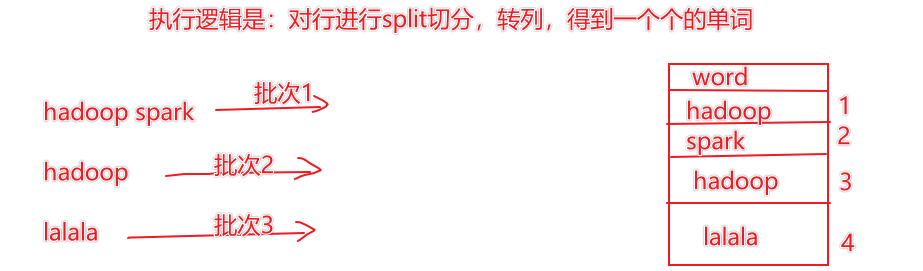 执行逻辑是：对行进行split切分，转列，得到一个个的单词
word
hadoop spark 批次1 hadoop 1
spark 2
hadoop 批次2 hadoop 3
lalala 批次3 lalala 4